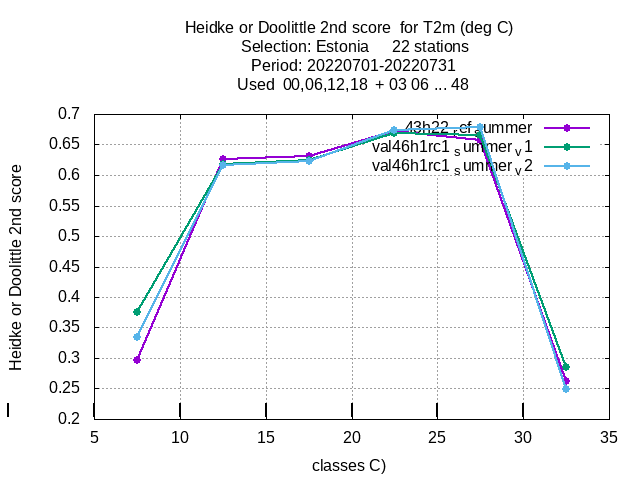 Heidke or Doolittle 2nd score for T2m (deg C)
Selection: Estonia 22 stations
Period: 20220701-20220731
Used 00,06,12,18 + 03 06 ... 48
Heidke or Doolittle 2nd score
0.7
0.65
0.6
0.55
0.5
0.45
0.4
0.35
0.3
0.25
0.2
43h22_ref_summer
val46h1rc1_summer_v1
val46h1rc1_summer_v2
5 10 15 20 25 30 35
classes C)